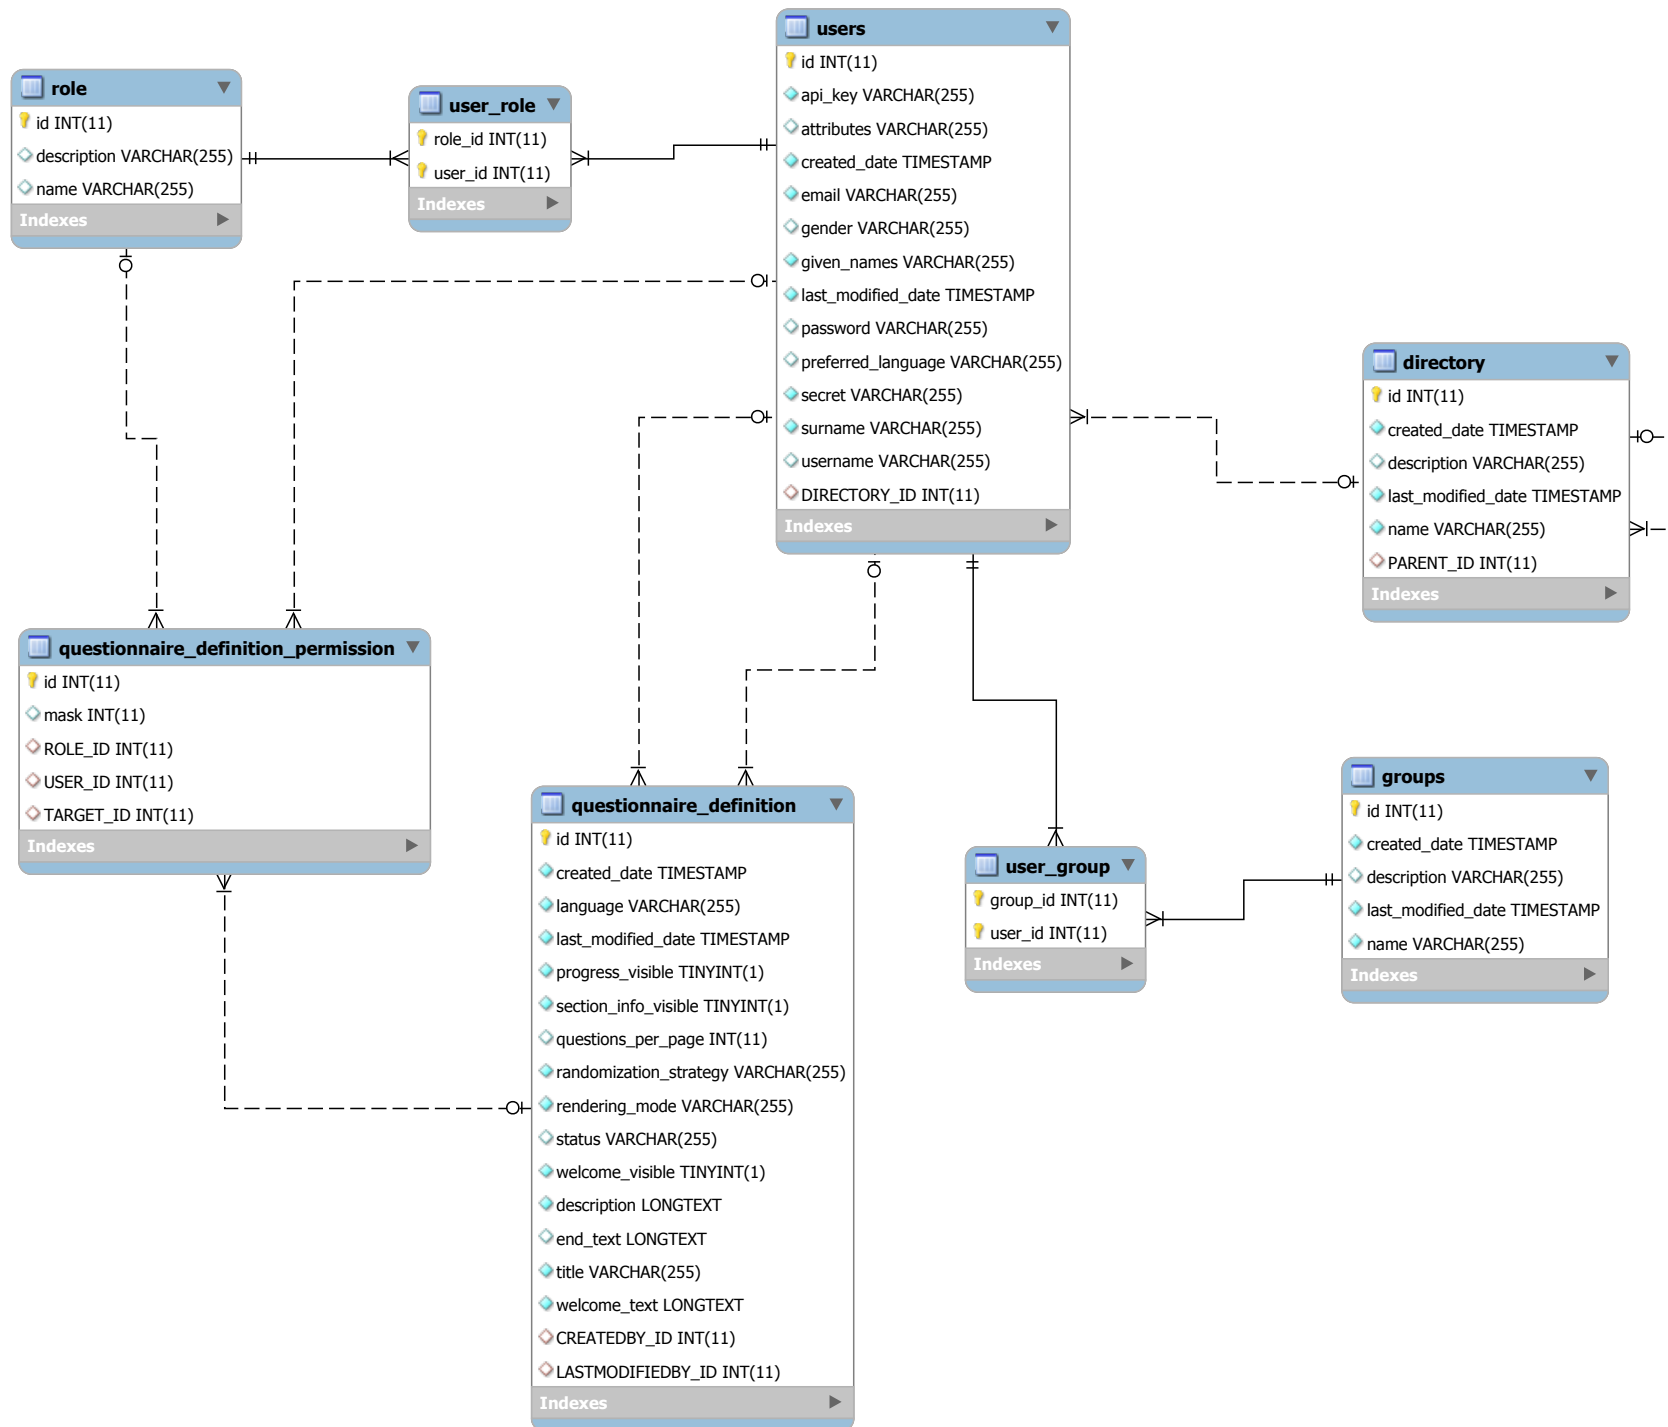 users
id INT(11)
api_key VARCHAR(255)
attributes VARCHAR(255)
created_date TIMESTAMP
email VARCHAR(255)
gender VARCHAR(255)
given_names VARCHAR(255)
last_modified_date TIMESTAMP
password VARCHAR(255)
preferred_language VARCHAR(255)
secret VARCHAR(255)
surname VARCHAR(255)
username VARCHAR(255)
DIRECTORY_ID INT(11)
Indexes
role
id INT(11)
description VARCHAR(255)
name VARCHAR(255)
Indexes
user_role
role_id INT(11)
user_id INT(11)
Indexes
directory
id INT(11)
created_date TIMESTAMP
description VARCHAR(255)
last_modified_date TIMESTAMP
name VARCHAR(255)
PARENT_ID INT(11)
Indexes
questionnaire_definition_permission
id INT(11)
mask INT(11)
ROLE_ID INT(11)
USER_ID INT(11)
TARGET_ID INT(11)
Indexes
questionnaire_definition
id INT(11)
created_date TIMESTAMP
language VARCHAR(255)
last_modified_date TIMESTAMP
progress_visible TINYINT(1)
section_info_visible TINYINT(1)
questions_per_page INT(11)
randomization_strategy VARCHAR(255)
rendering_mode VARCHAR(255)
status VARCHAR(255)
welcome_visible TINYINT(1)
description LONGTEXT
end_text LONGTEXT
title VARCHAR(255)
welcome_text LONGTEXT
CREATEDBY_ID INT(11)
LASTMODIFIEDBY_ID INT(11)
Indexes
user_group
group_id INT(11)
user_id INT(11)
Indexes
groups
id INT(11)
created_date TIMESTAMP
description VARCHAR(255)
last_modified_date TIMESTAMP
name VARCHAR(255)
Indexes